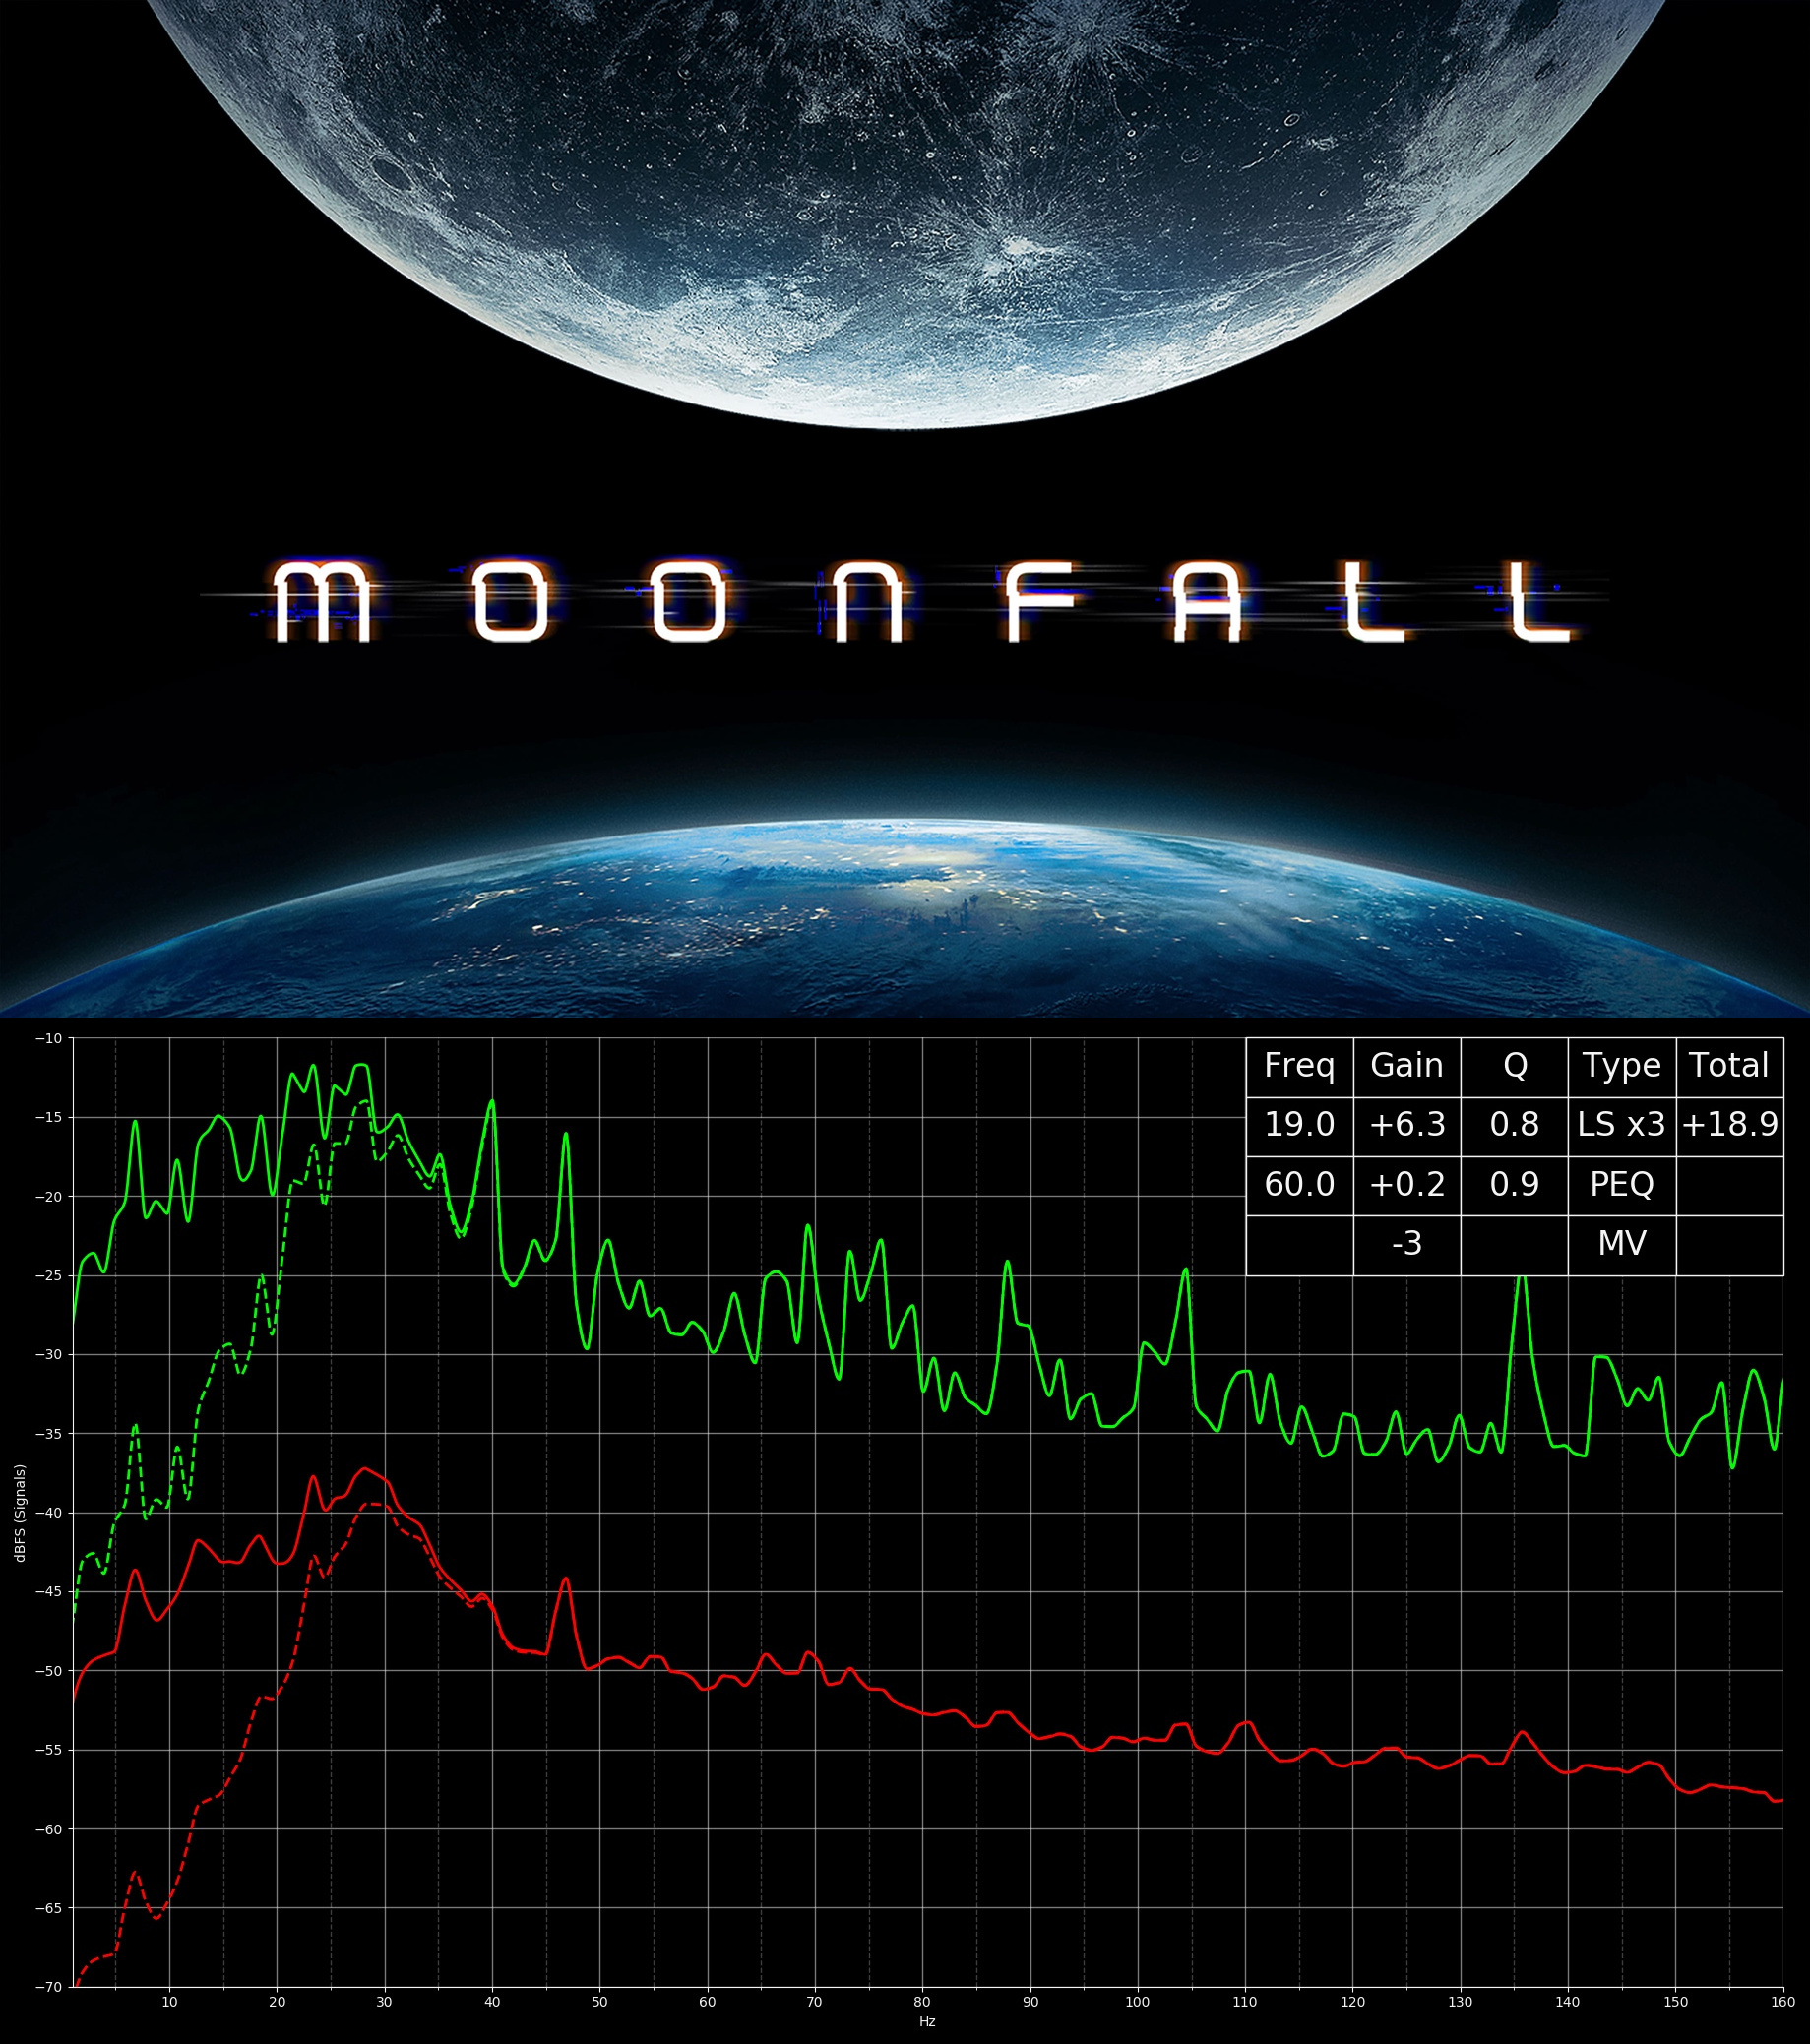 MOONFALL
Freq Gain Q Type Total
19.0 +6.3 0.8 LS x3 +18.9
60.0 +0.2 0.9 PEQ
-3 MV
−10
−15
−20
−25
−30
−35
−40
−45
−50
−55
−60
−65
−70
dBFS (Signals)
10 20 30 40 50 60 70 80 90 100 110 120 130 140 150 160
Hz